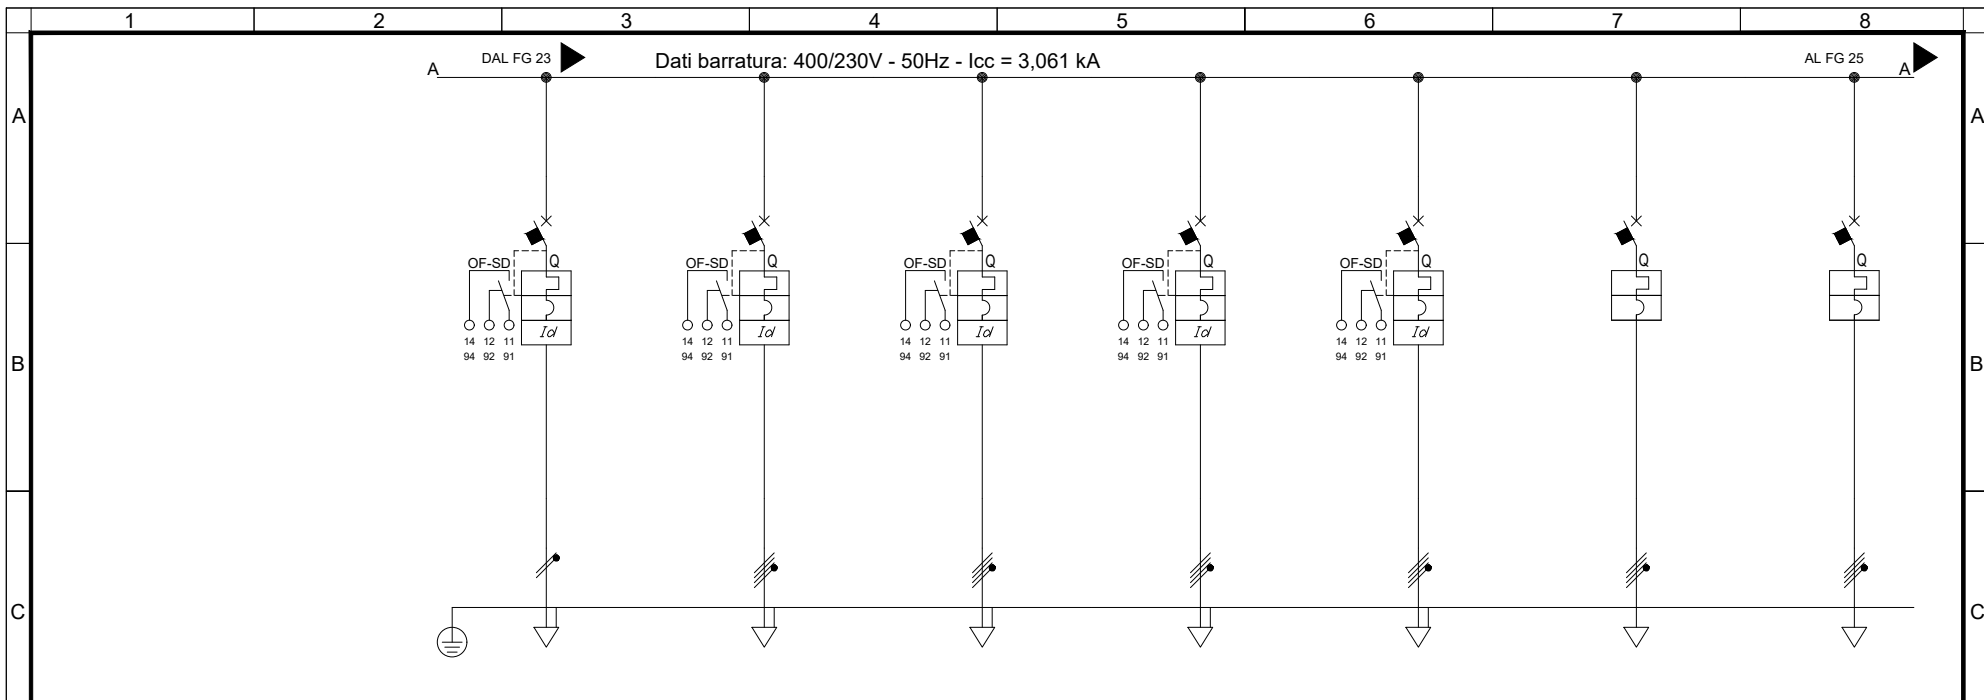 1 2 3 4 5 6 7 8
DAL FG 23 Dati barratura: 400/230V - 50Hz - Icc = 3,061 kA AL FG 25
A A
A A
Q Q Q Q Q Q Q
OF-SD OF-SD OF-SD OF-SD OF-SD
Id Id Id Id Id
14 12 11 14 12 11 14 12 11 14 12 11 14 12 11
94 92 91 94 92 91 94 92 91 94 92 91 94 92 91
B B
C C